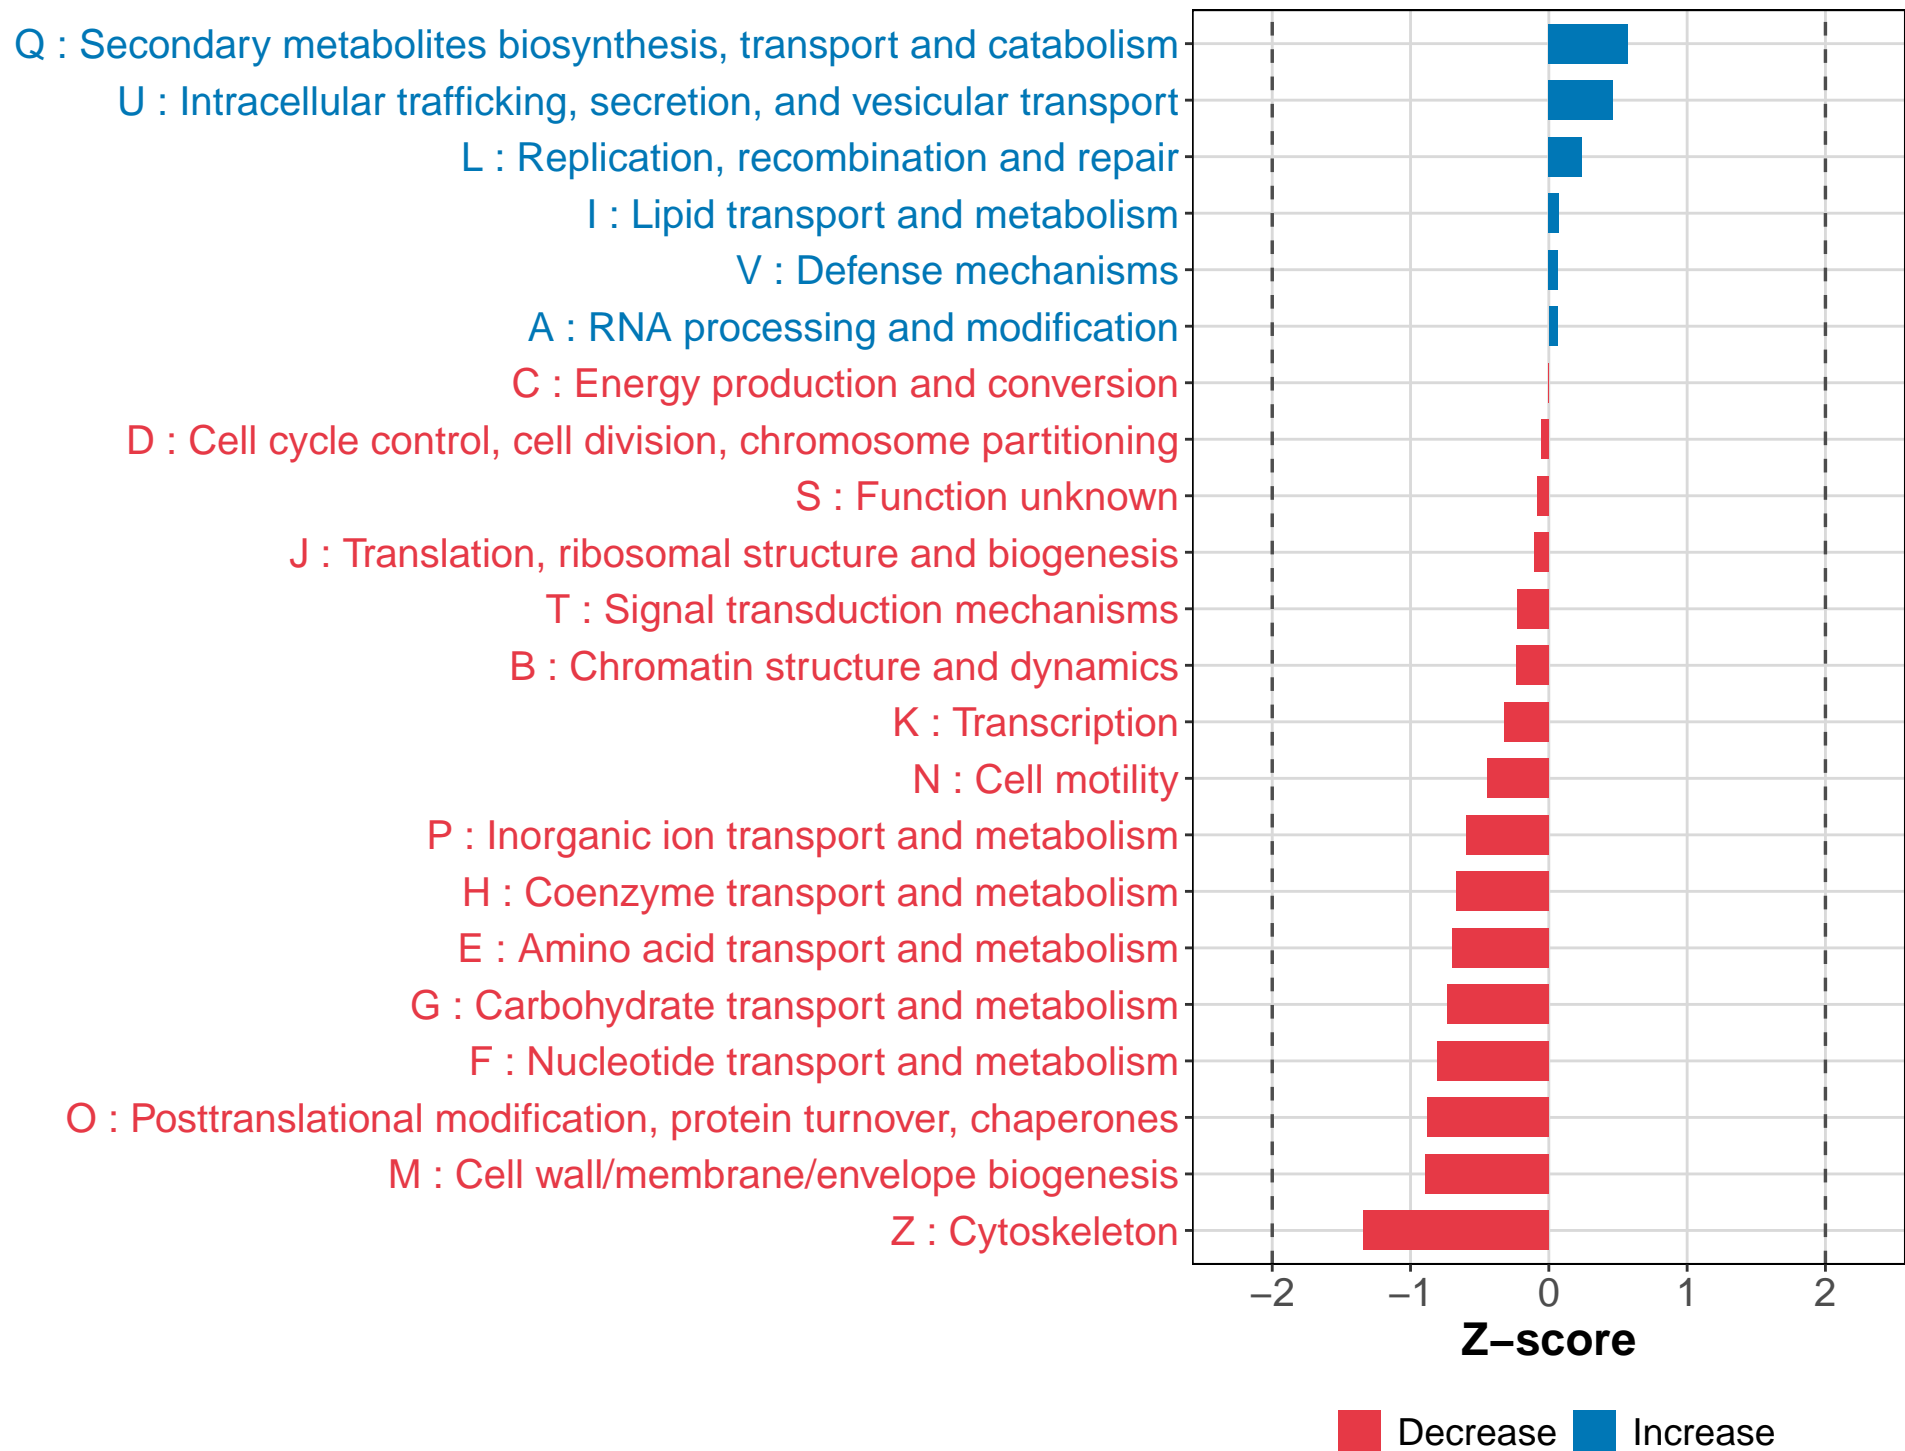 Q : Secondary metabolites biosynthesis, transport and catabolism
U : Intracellular trafficking, secretion, and vesicular transport
L : Replication, recombination and repair
I : Lipid transport and metabolism
V : Defense mechanisms
A : RNA processing and modification
C : Energy production and conversion
D : Cell cycle control, cell division, chromosome partitioning
S : Function unknown
J : Translation, ribosomal structure and biogenesis
T : Signal transduction mechanisms
B : Chromatin structure and dynamics
K : Transcription
N : Cell motility
P : Inorganic ion transport and metabolism
H : Coenzyme transport and metabolism
E : Amino acid transport and metabolism
G : Carbohydrate transport and metabolism
F : Nucleotide transport and metabolism
O : Posttranslational modification, protein turnover, chaperones
M : Cell wall/membrane/envelope biogenesis
Z : Cytoskeleton
−2 −1 0 1 2
Z−score
Decrease Increase